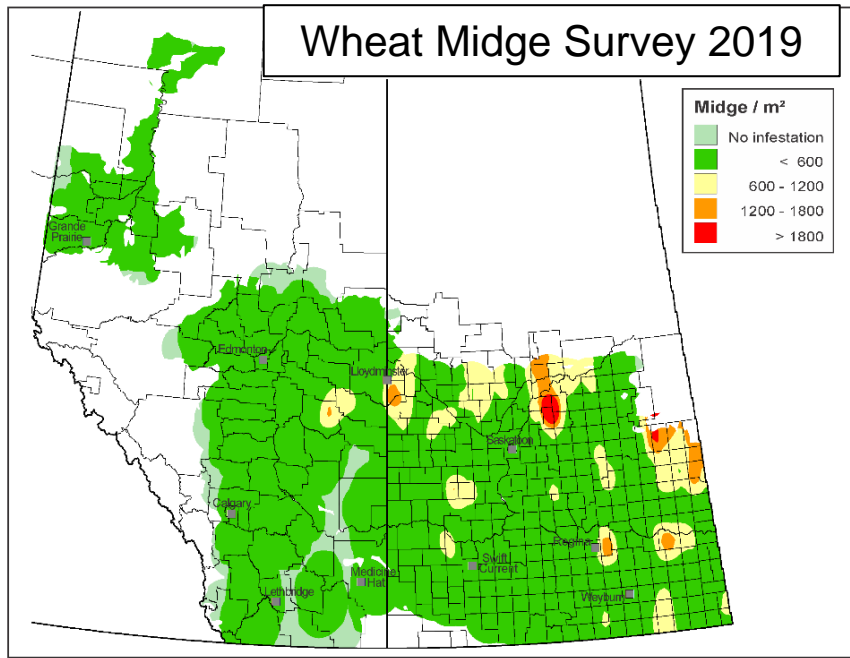 Wheat Midge Survey 2019
Midge / m²
No infestation
< 600
600 - 1200
1200 - 1800
> 1800
Grande
Prairie
Edmonton
Lloydminster
Saskatoon
Calgary
Medicine
Hat
Lethbridge
Swift
Current
Regina
Weyburn